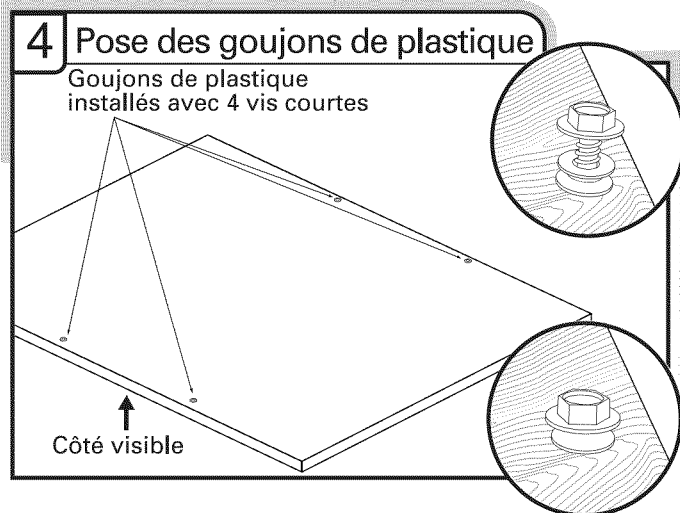 4 Pose des goujons de plastique
Goujons de plastique
installés avec 4 vis courtes
Côté visible